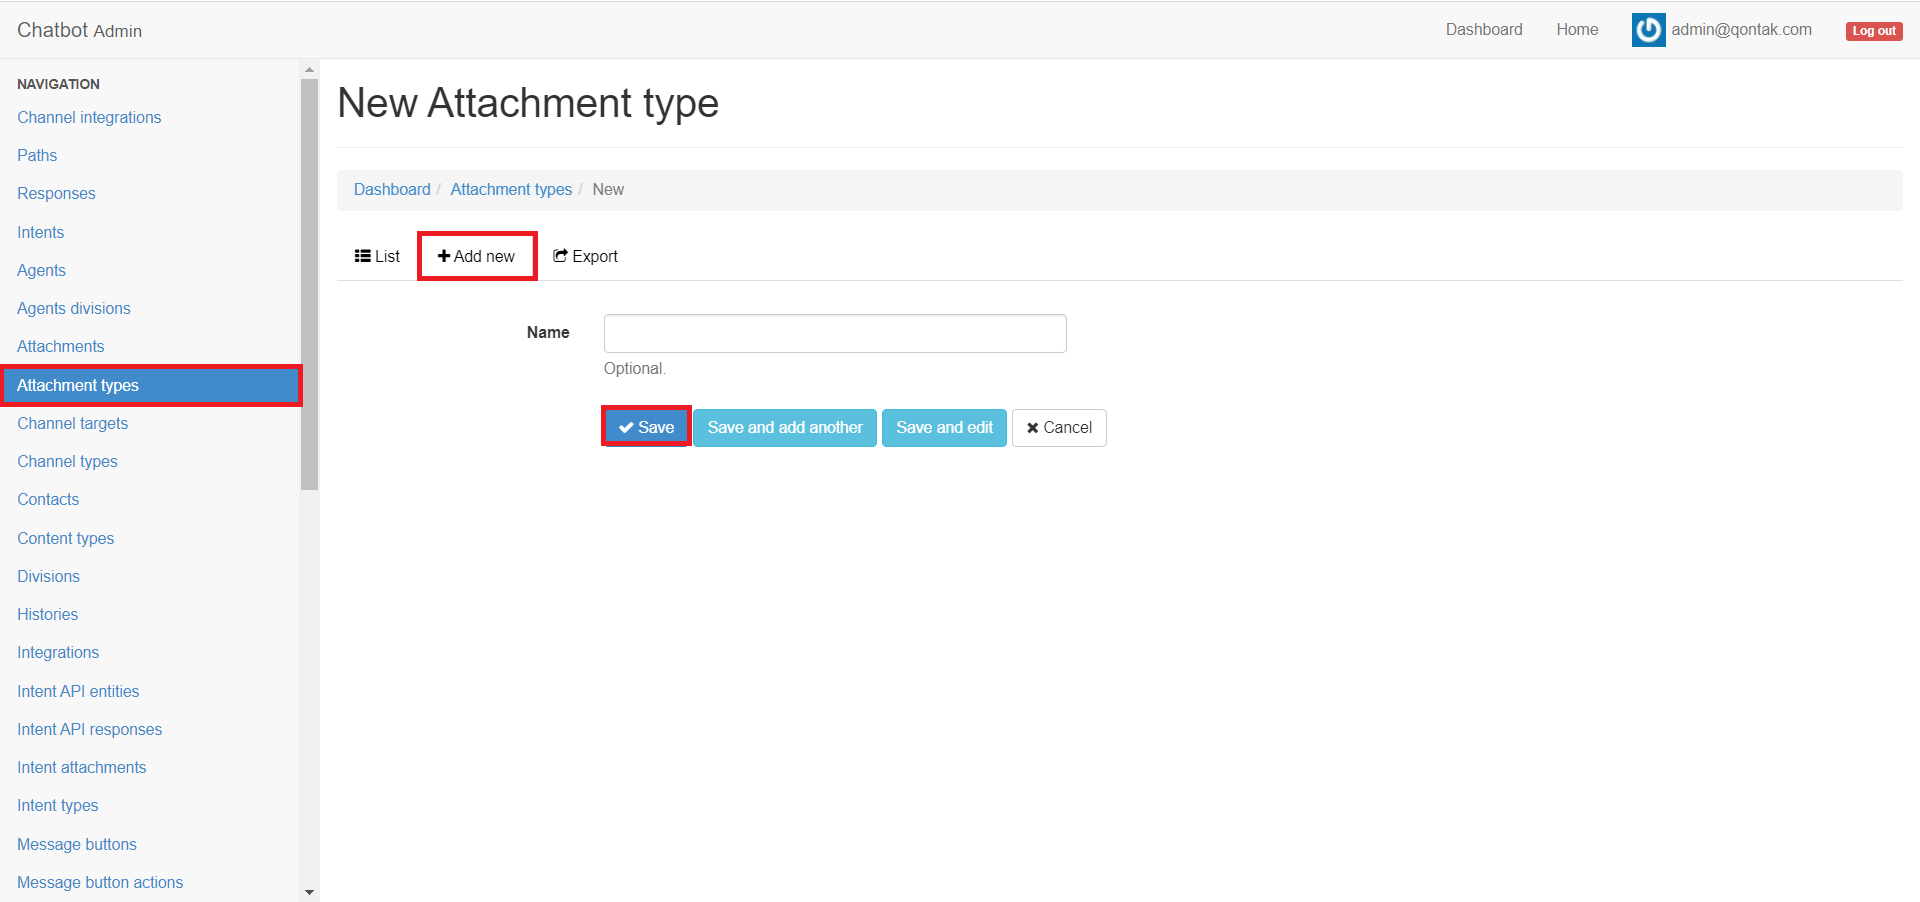 Chatbot Admin
Dashboard
Home
admin@qontak.com
Log out
NAVIGATION
Channel integrations
Paths
Responses
Intents
Agents
Agents divisions
Attachments
Attachment types
Channel targets
Channel types
Contacts
Content types
Divisions
Histories
Integrations
Intent API entities
Intent API responses
Intent attachments
Intent types
Message buttons
Message button actions
New Attachment type
Dashboard / Attachment types / New
List
Add new
Export
Name
Optional.
Save
Save and add another
Save and edit
Cancel